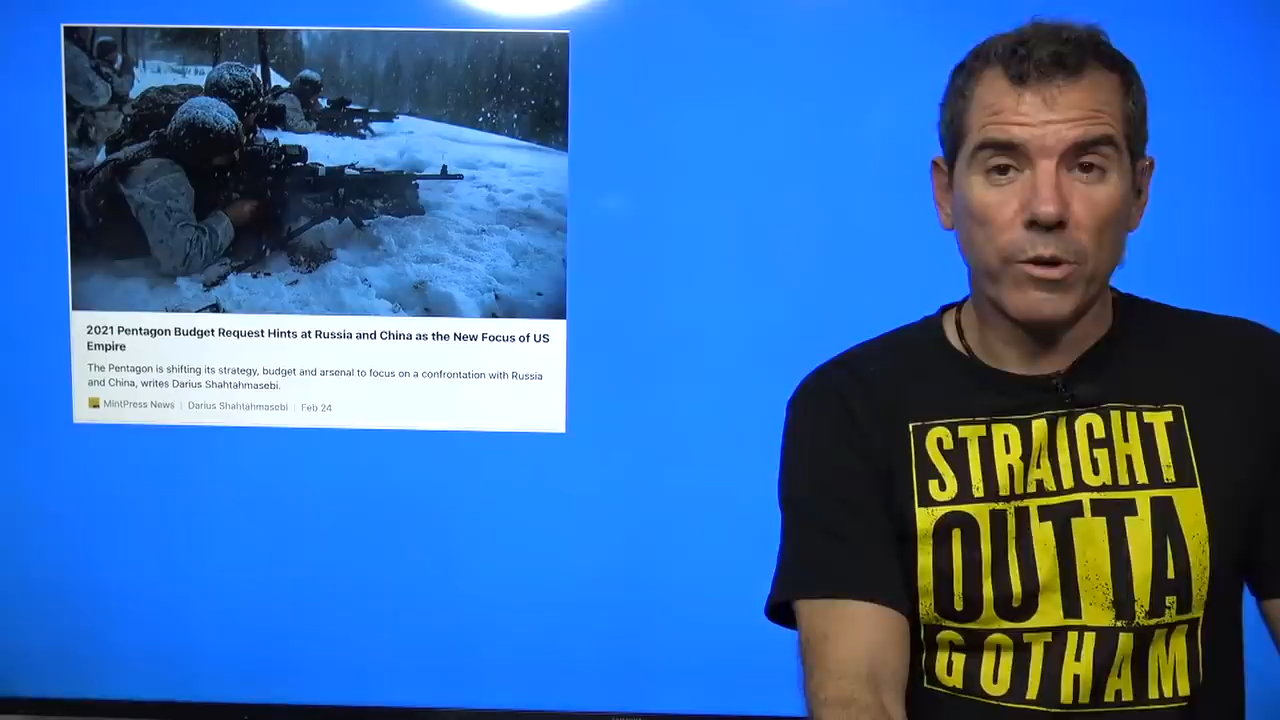 2021 Pentagon Budget Request Hints at Russia and China as the New Focus of US
Empire
The Pentagon is shifting its strategy, budget and arsenal to focus on a confrontation with Russia
and China, writes Darius Shahtahmasebi.
MintPress News | Darius Shahtahmasebi | Feb 24
STRAIGHT
OUTTA
GOTHAM